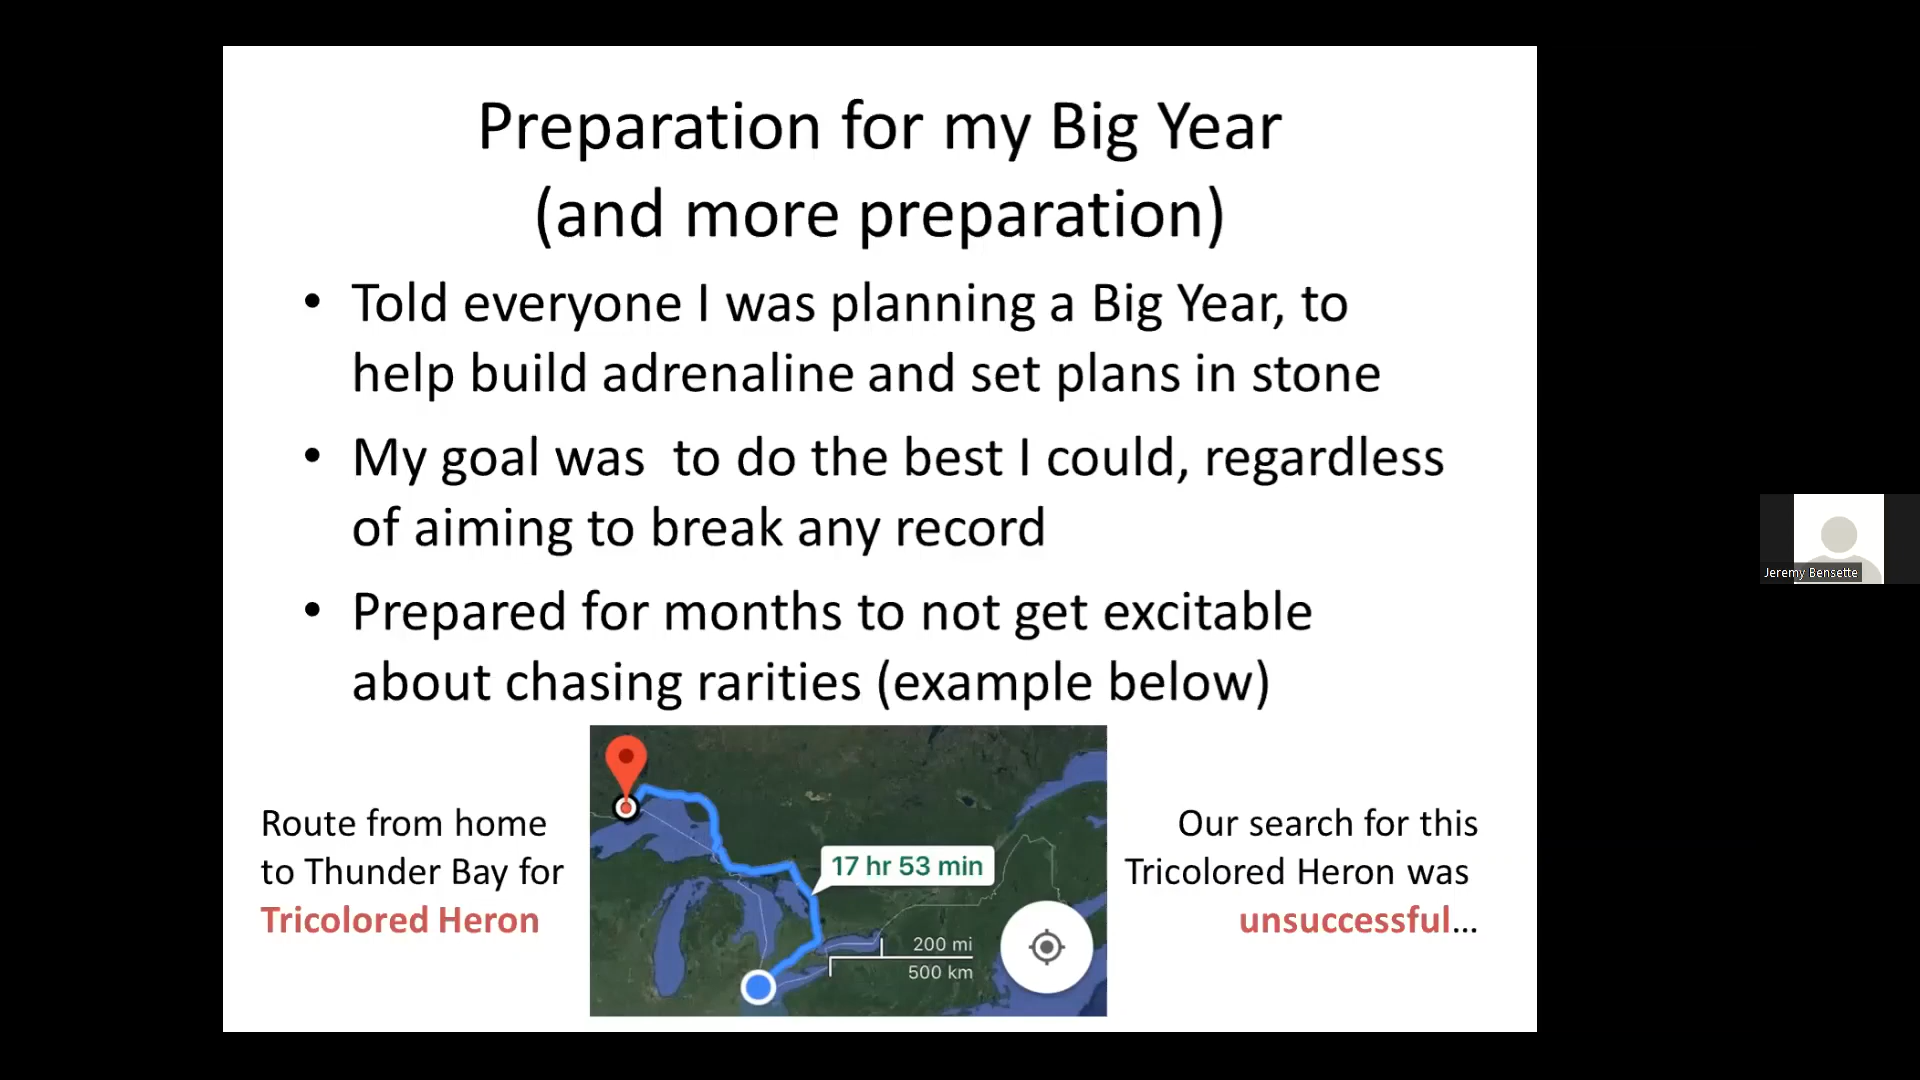 Preparation for my Big Year
(and more preparation)
• Told everyone I was planning a Big Year, to
help build adrenaline and set plans in stone
• My goal was  to do the best I could, regardless
of aiming to break any record
• Prepared for months to not get excitable
about chasing rarities (example below)
Route from home
to Thunder Bay for
Tricolored Heron
17 hr 53 min
200 mi
500 km
Our search for this
Tricolored Heron was
unsuccessful...
Jeremy Bensette